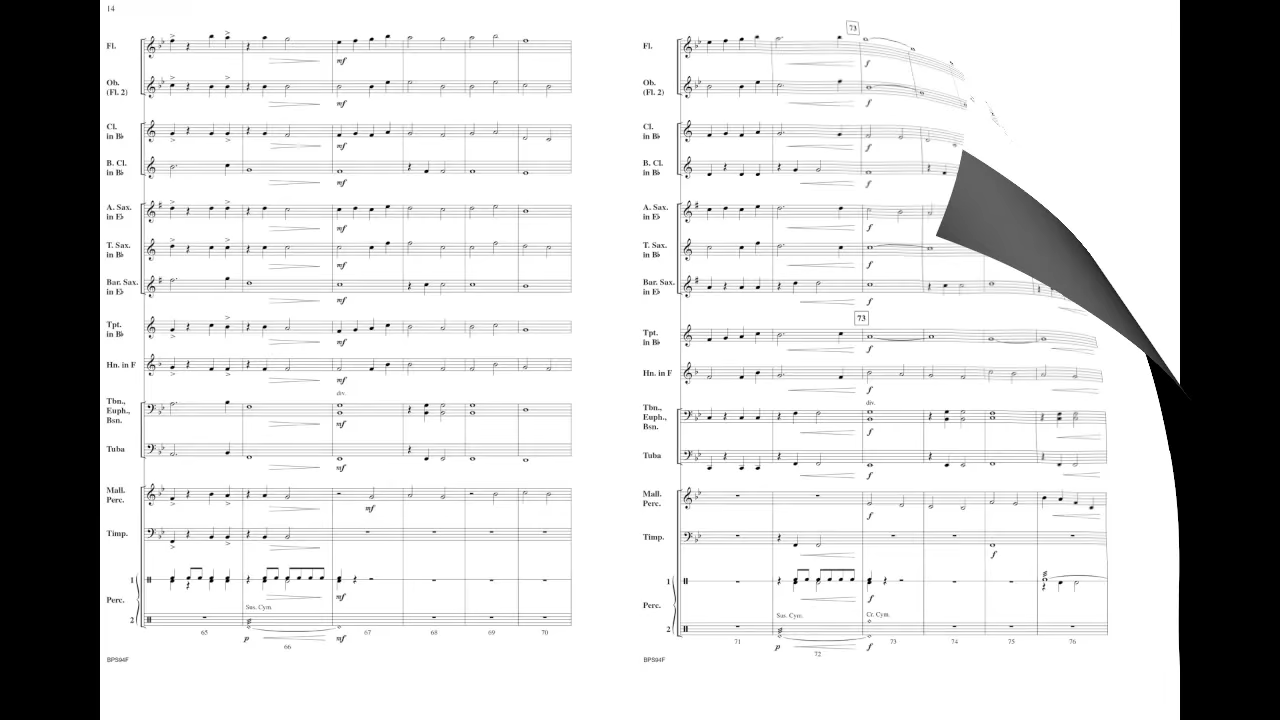 14
Fl.
Ob.
(Fl. 2)
mf
mf
Cl.
in B♭
mf
B. Cl.
in B♭
mf
A. Sax.
in E♭
mf
T. Sax.
in B♭
mf
Bar. Sax.
in E♭
mf
Tpt.
in B♭
mf
Hn. in F
mf
div.
Tbn.,
Euph.,
Bsn.
mf
Tuba
mf
Mall.
Perc.
mf
Timp.
1
Perc.
mf
Sus. Cym.
2
p
mf
65
66
67
68
69
70
BPS94F
73
Fl.
f
Ob.
(Fl. 2)
f
Cl.
in B♭
f
B. Cl.
in B♭
f
A. Sax.
in E♭
f
T. Sax.
in B♭
f
Bar. Sax.
in E♭
f
73
Tpt.
in B♭
f
Hn. in F
f
div.
Tbn.,
Euph.,
Bsn.
f
Tuba
f
Mall.
Perc.
f
Timp.
f
1
Perc.
f
Sus. Cym.
Cr. Cym.
2
p
f
71
72
73
74
75
76
BPS94F